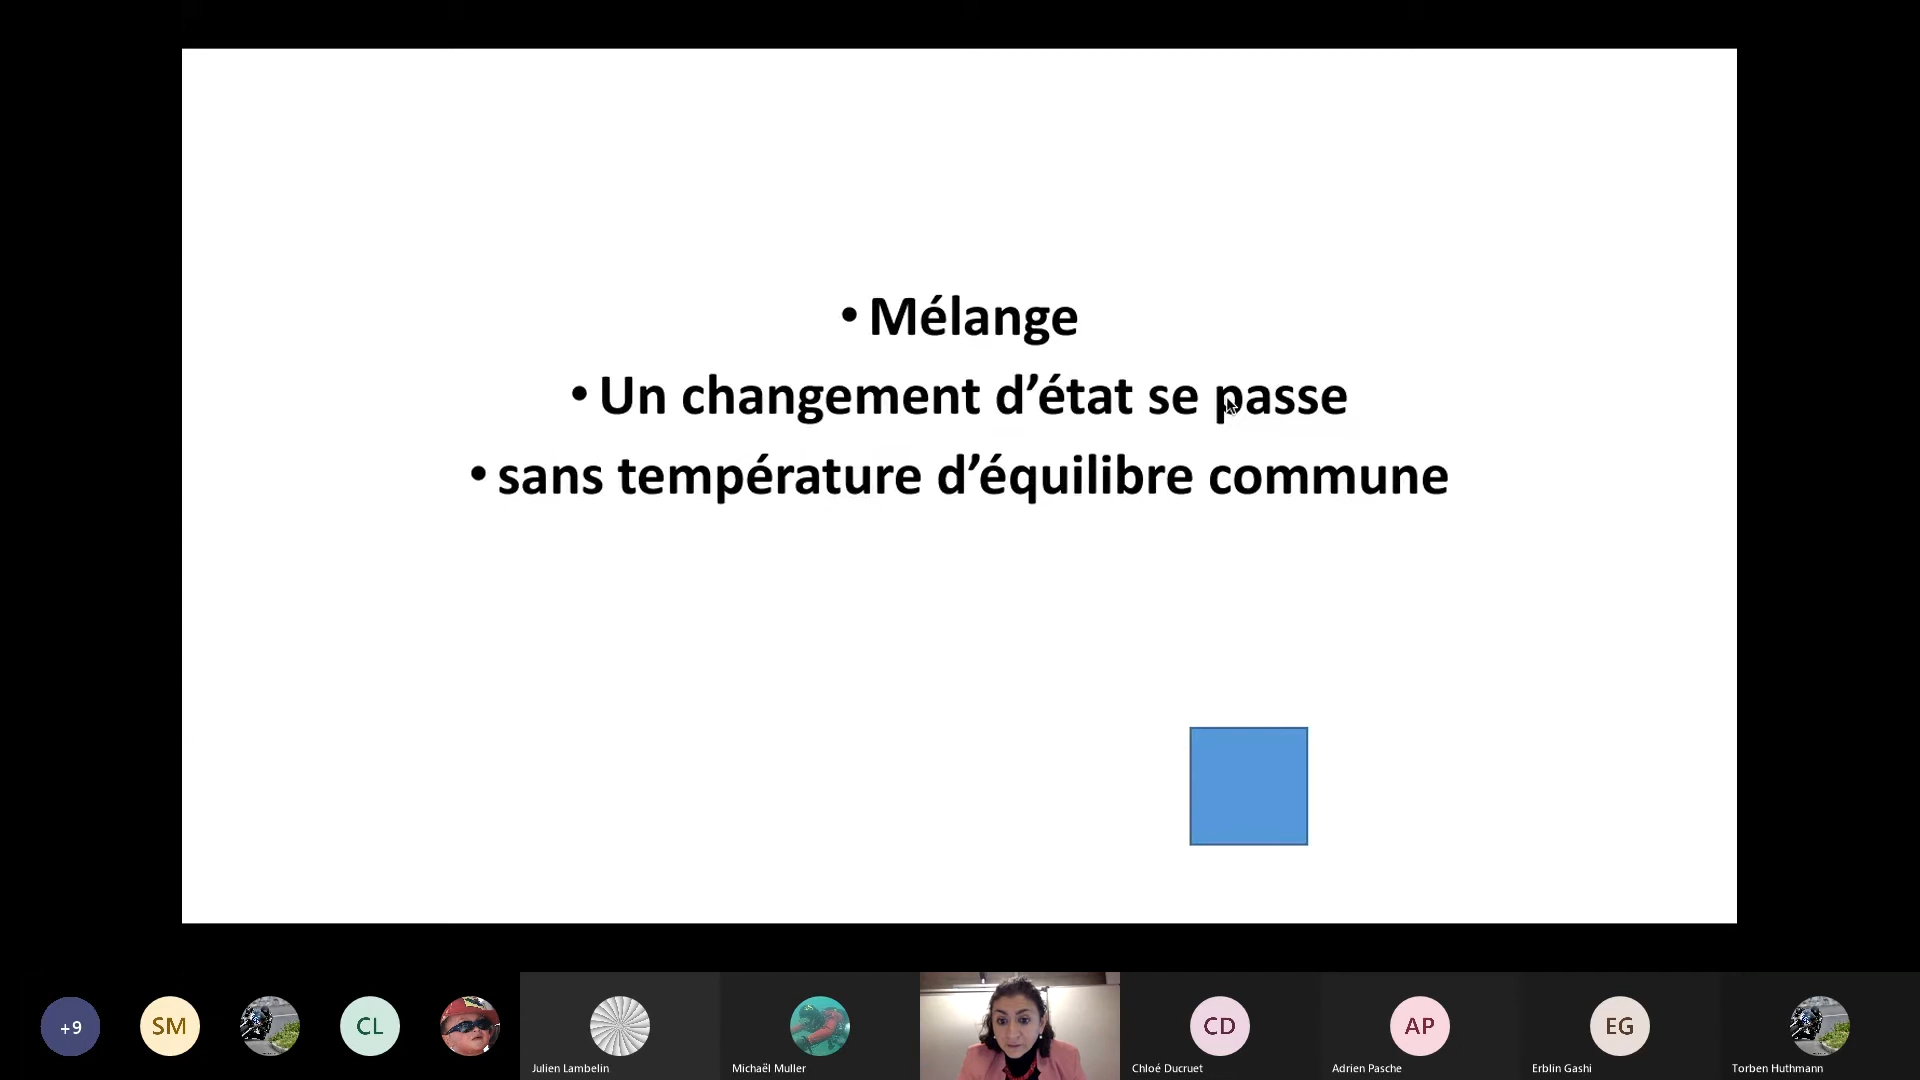 • Mélange
• Un changement d’état se passe
• sans température d’équilibre commune
+9
SM
CL
CD
AP
EG
Julien Lambelin
Michaël Muller
Chloé Ducruet
Adrien Pasche
Erblin Gashi
Torben Huthmann